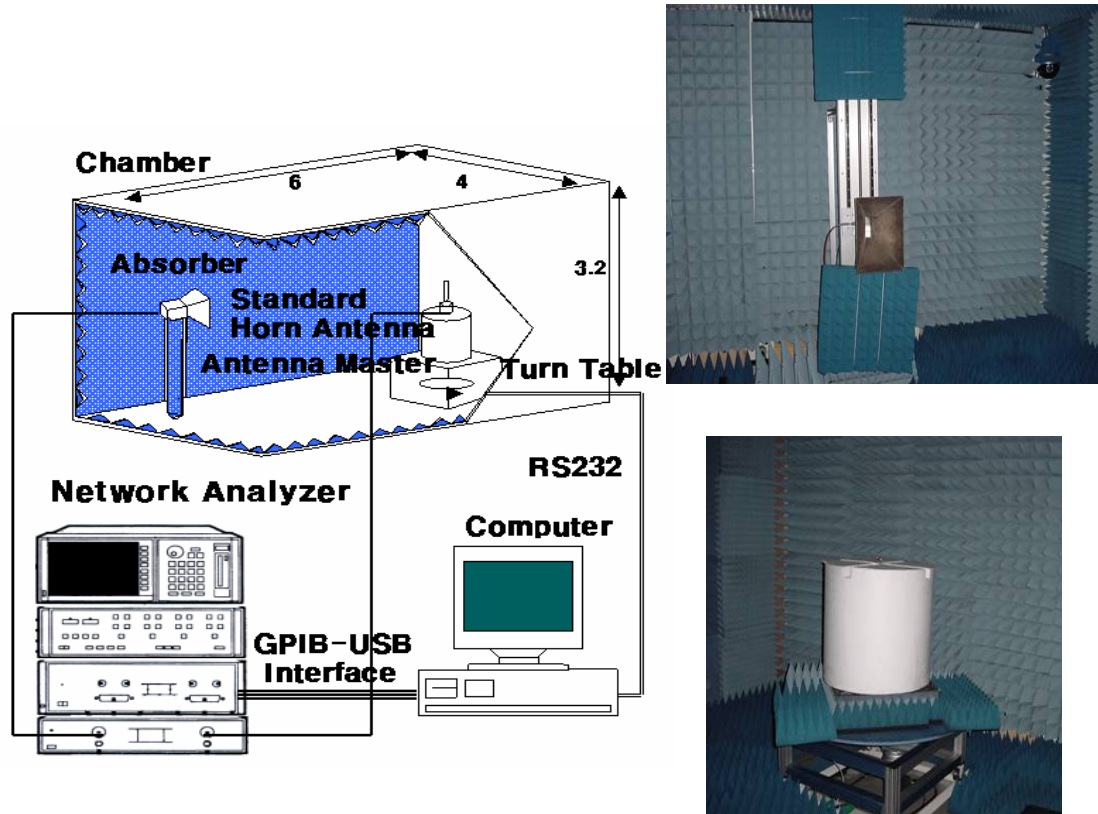 Chamber
6
4
Absorber
3.2
Standard
Horn Antenna
Antenna Master
Turn Table
RS232
Network Analyzer
Computer
GPIB-USB
Interface